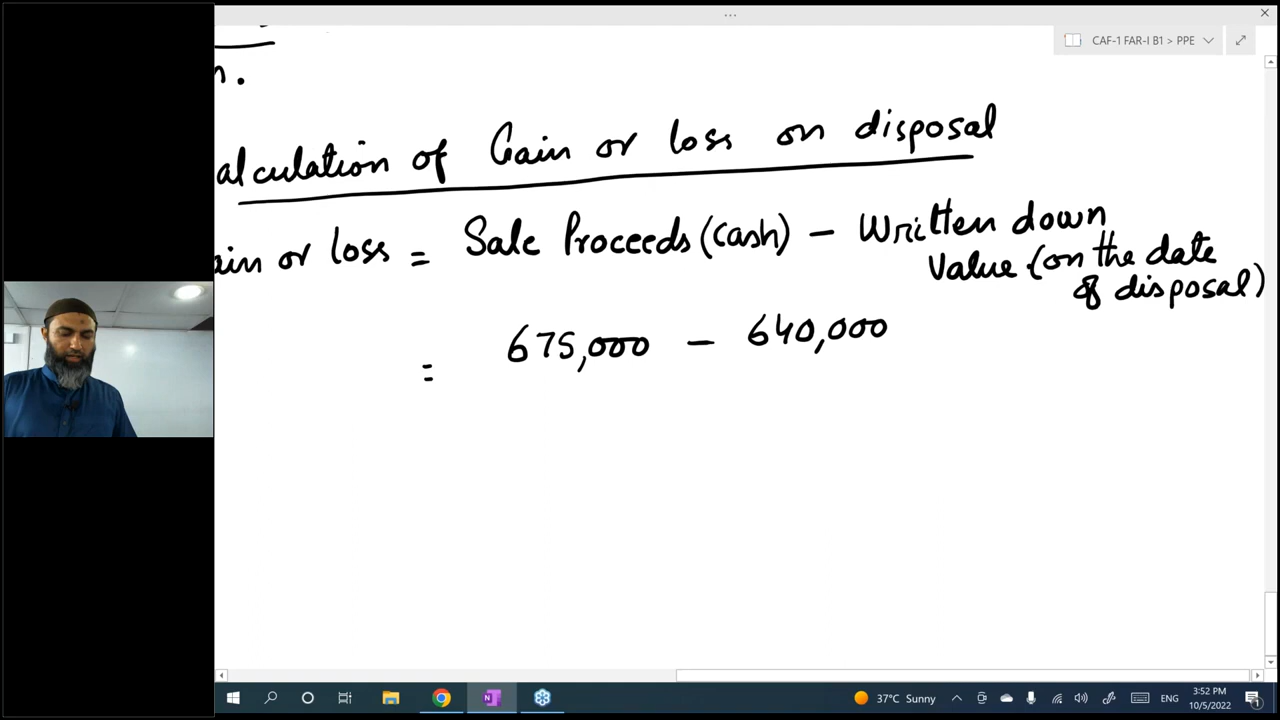 CAF-1 FAR-I B1 > PPE
n.
alculation of Gain or loss on disposal
ain or loss = Sale Proceeds (cash) - Written down
Value (on the date
of disposal)
= 675,000 - 640,000
37°C Sunny
ENG
3:52 PM
10/5/2022
1